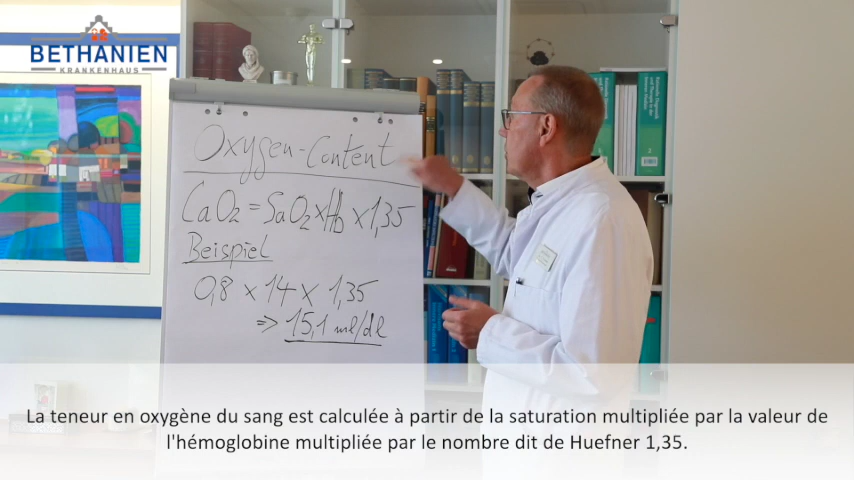 BETHANIEN
KRANKENHAUS
Oxygen-Content
CaO2 = SaO2 x Hb x 1,35
Beispiel
0,8 x 14 x 1,35
=> 15,1 ml/dl
La teneur en oxygène du sang est calculée à partir de la saturation multipliée par la valeur de
l'hémoglobine multipliée par le nombre dit de Huefner 1,35.